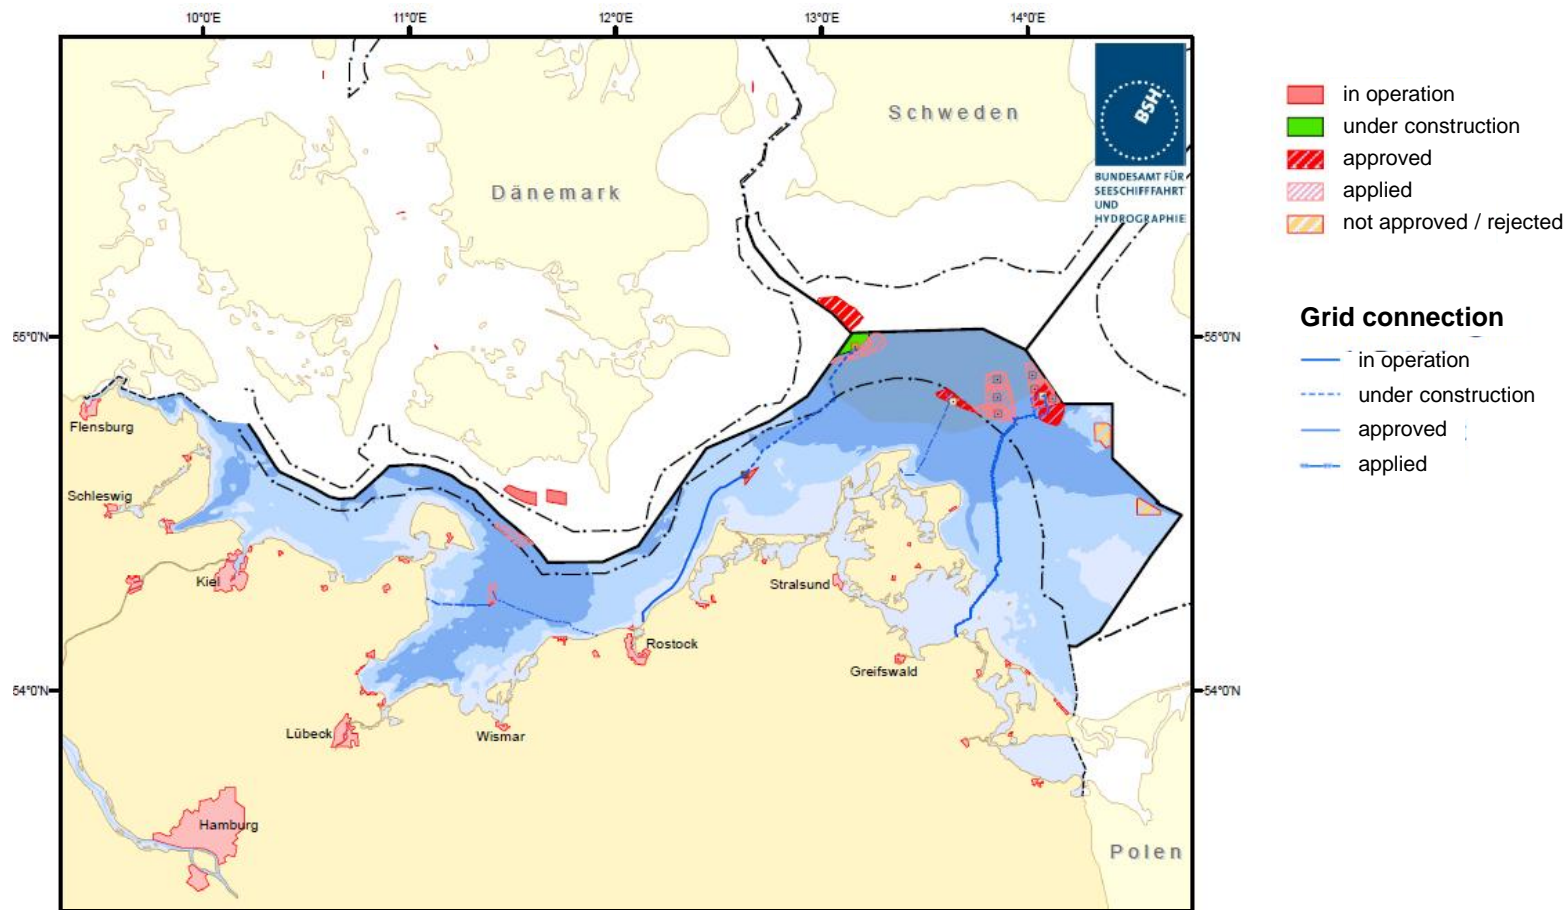 10°0'E
11°0'E
12°0'E
13°0'E
14°0'E
Schweden
Dänemark
BSH
BUNDESAMT FÜR
SEESCHIFFFAHRT
UND
HYDROGRAPHIE
in operation
under construction
approved
applied
not approved / rejected
Grid connection
in operation
under construction
approved
applied
55°0'N
55°0'N
Flensburg
Schleswig
Kiel
Stralsund
Rostock
Greifswald
54°0'N
54°0'N
Lübeck
Wismar
Hamburg
Polen